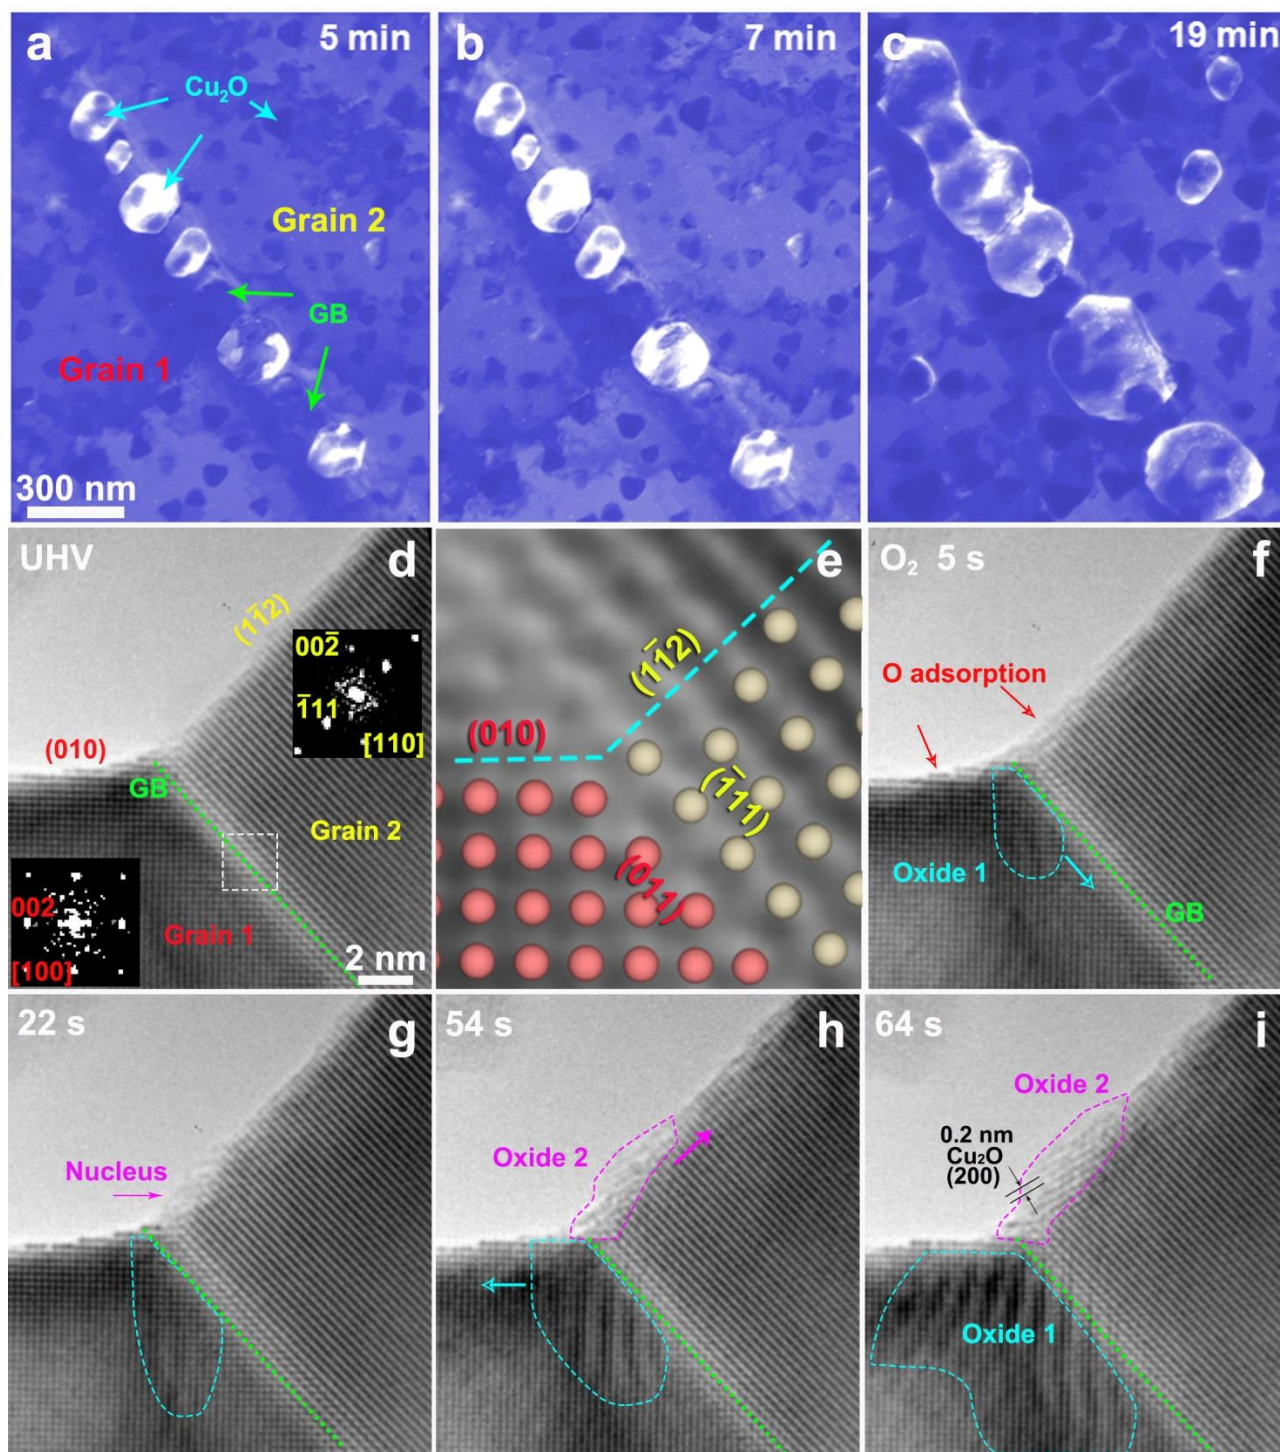 a
5 min
Cu₂O
Grain 2
GB
Grain 1
300 nm
b
7 min
c
19 min
UHV
d
(11̅2)
002̅
1̅11
[110]
(010)
GB
Grain 2
002
Grain 1
[100]
2 nm
e
(11̅2)
(010)
(1̅11)
(011)
O₂ 5 s
f
O adsorption
Oxide 1
GB
22 s
g
Nucleus
54 s
h
Oxide 2
64 s
i
Oxide 2
0.2 nm
Cu₂O
(200)
Oxide 1